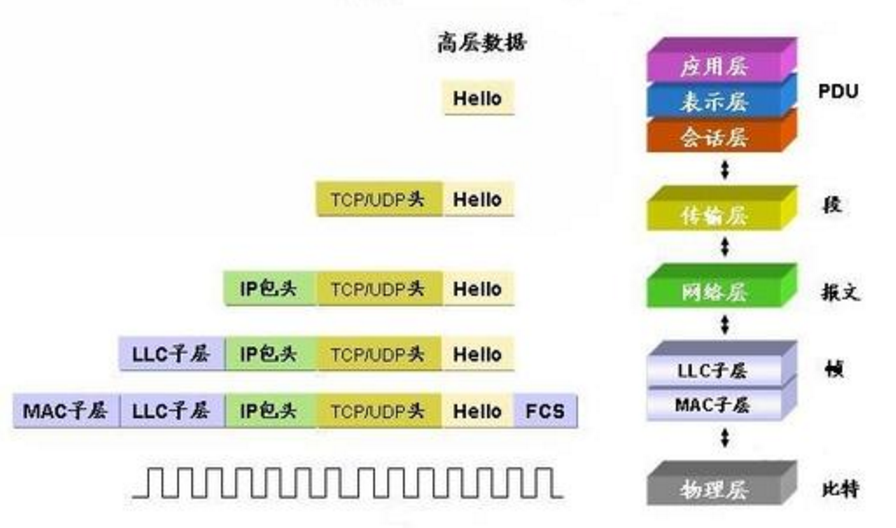 高层数据
应用层
PDU
Hello
表示层
会话层
TCP/UDP头 Hello
传输层
段
IP包头 TCP/UDP头 Hello
网络层
报文
LLC子层 IP包头 TCP/UDP头 Hello
LLC子层
帧
MAC子层 LLC子层 IP包头 TCP/UDP头 Hello FCS
MAC子层
物理层
比特